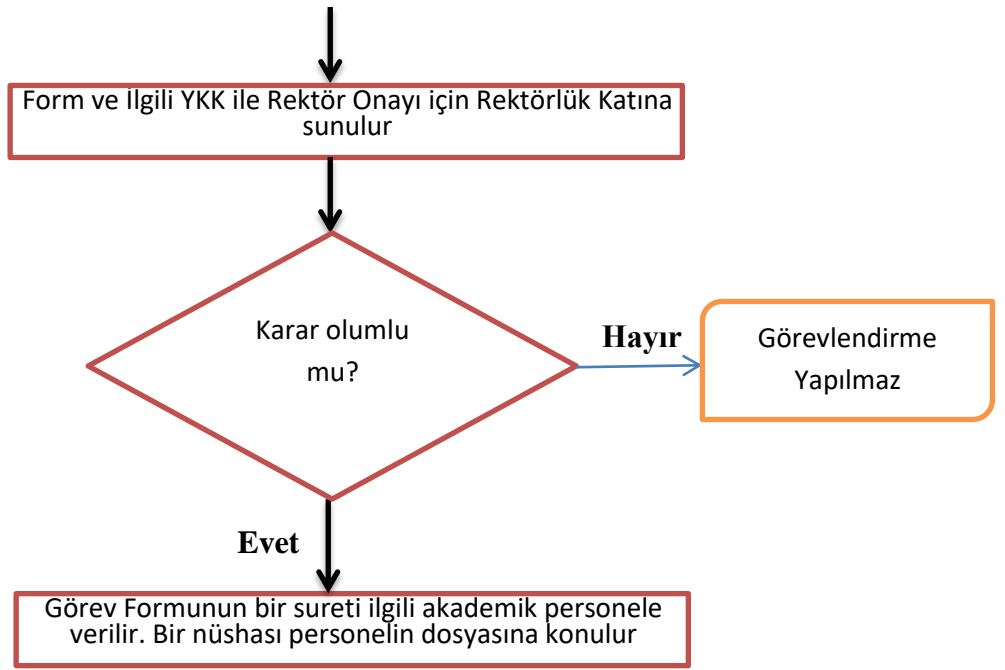 Form ve İlgili YKK ile Rektör Onayı için Rektörlük Katına
sunulur
Karar olumlu
mu?
Hayır
Görevlendirme
Yapılmaz
Evet
Görev Formunun bir sureti ilgili akademik personele
verilir. Bir nüshası personelin dosyasına konulur